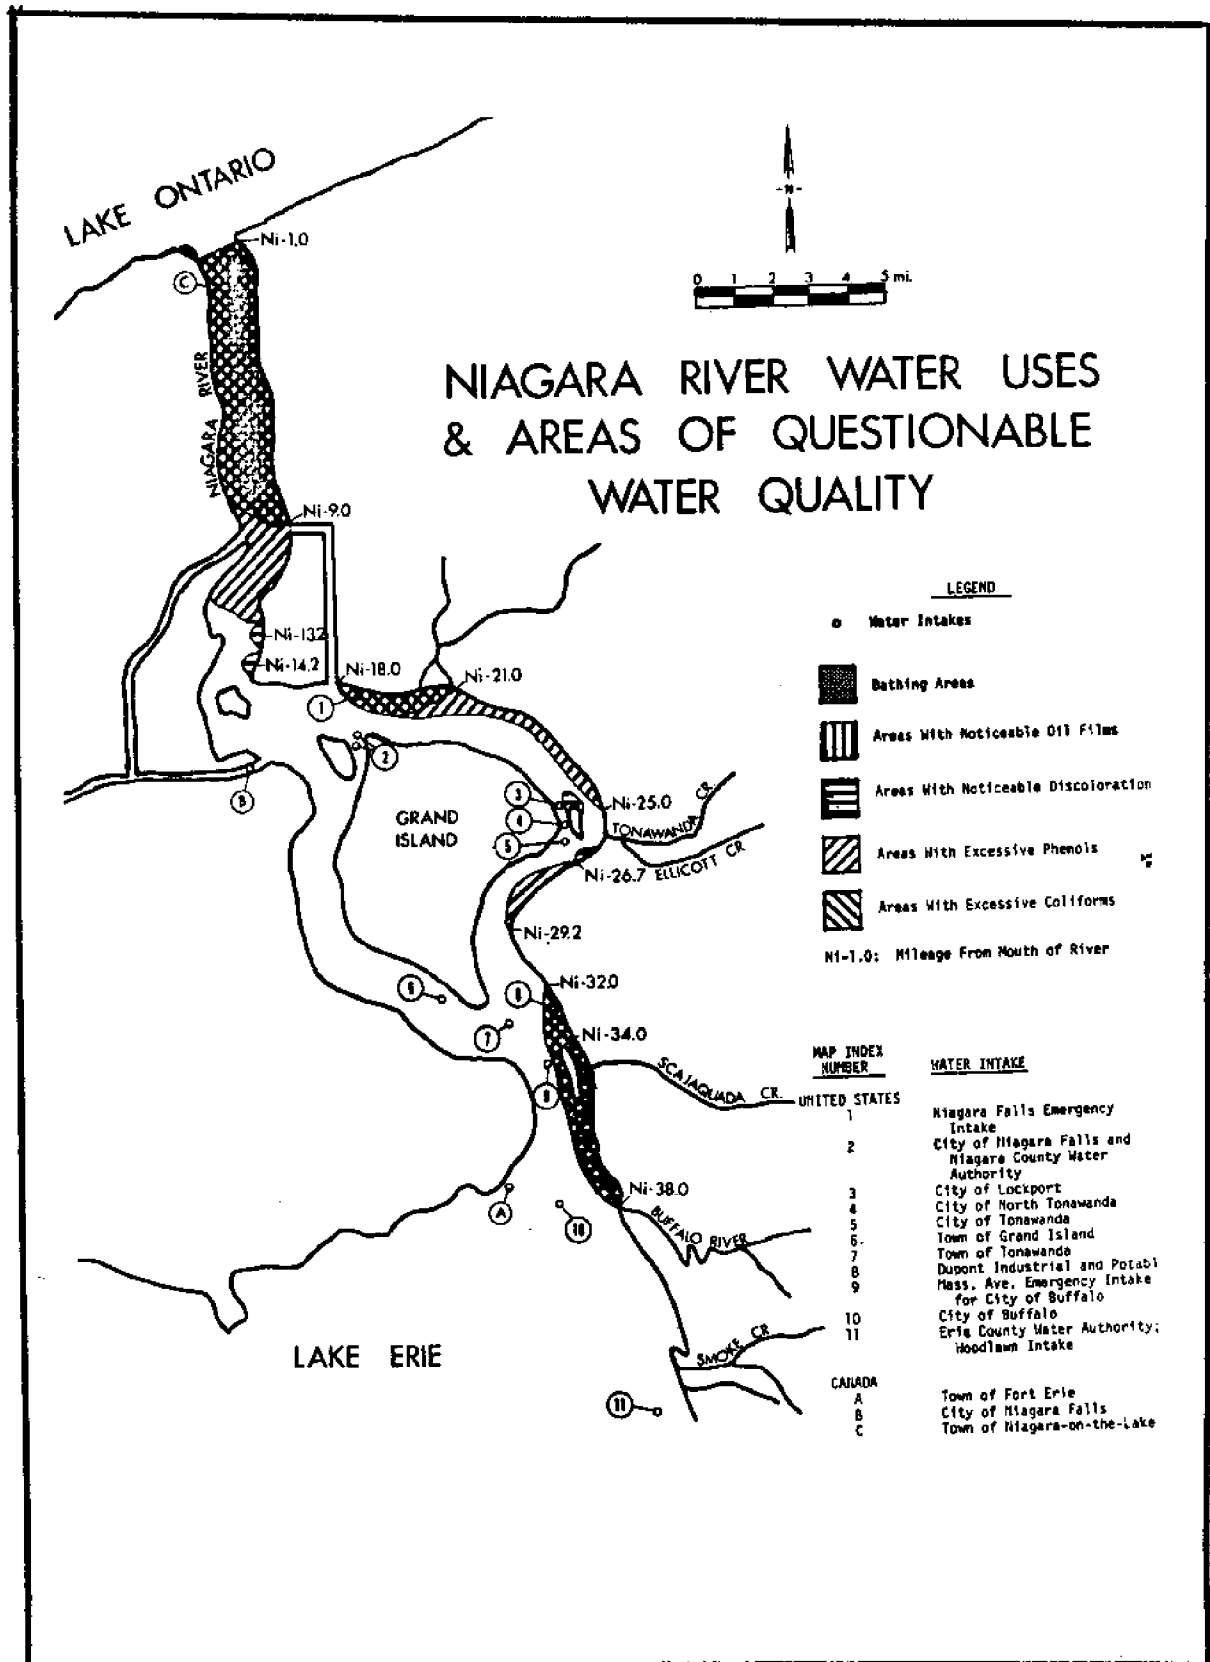 LAKE ONTARIO
Ni-1.0
-N-
C
0 1 2 3 4 5 mi.
NIAGARA RIVER
NIAGARA RIVER WATER USES
& AREAS OF QUESTIONABLE
WATER QUALITY
Ni-9.0
LEGEND
Water Intakes
Bathing Areas
Areas With Noticeable Oil Films
Areas With Noticeable Discoloration
Areas With Excessive Phenols
Areas With Excessive Coliforms
Ni-1.0: Mileage From Mouth of River
Ni-13.2
Ni-14.2
Ni-18.0
Ni-21.0
1
2
B
3
4
5
GRAND
ISLAND
Ni-25.0
TONAWANDA CR.
ELLICOTT CR
Ni-26.7
Ni-29.2
6
7
8
Ni-32.0
Ni-34.0
9
SCAJAQUADA CR.
A
10
Ni-38.0
BUFFALO RIVER
LAKE ERIE
SMOKE CR
11
MAP INDEX
NUMBER WATER INTAKE
UNITED STATES
1 Niagara Falls Emergency
Intake
2 City of Niagara Falls and
Niagara County Water
Authority
3 City of Lockport
4 City of North Tonawanda
5 City of Tonawanda
6. Town of Grand Island
7 Town of Tonawanda
8 Dupont Industrial and Potabl
9 Mass. Ave. Emergency Intake
for City of Buffalo
10 City of Buffalo
11 Erie County Water Authority;
Woodlawn Intake
CANADA
A Town of Fort Erie
B City of Niagara Falls
C Town of Niagara-on-the-Lake